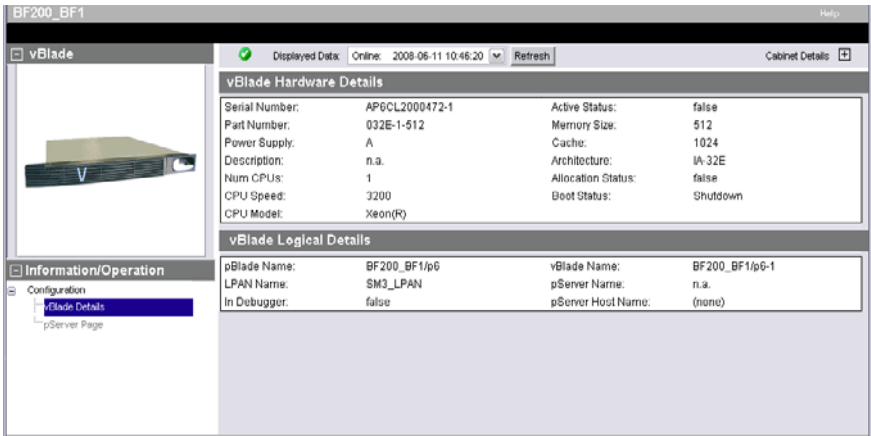 BF200_BF1 Help
vBlade
Displayed Data: Online: 2008-06-11 10:46:20 Refresh Cabinet Details
vBlade Hardware Details
Serial Number: AP6CL2000472-1 Active Status: false
Part Number: 032E-1-512 Memory Size: 512
Power Supply: A Cache: 1024
Description: n.a. Architecture: IA-32E
Num CPUs: 1 Allocation Status: false
CPU Speed: 3200 Boot Status: Shutdown
CPU Model: Xeon(R)
V
vBlade Logical Details
pBlade Name: BF200_BF1/p6 vBlade Name: BF200_BF1/p6-1
LPAN Name: SM3_LPAN pServer Name: n.a.
In Debugger: false pServer Host Name: (none)
Information/Operation
Configuration
vBlade Details
pServer Page